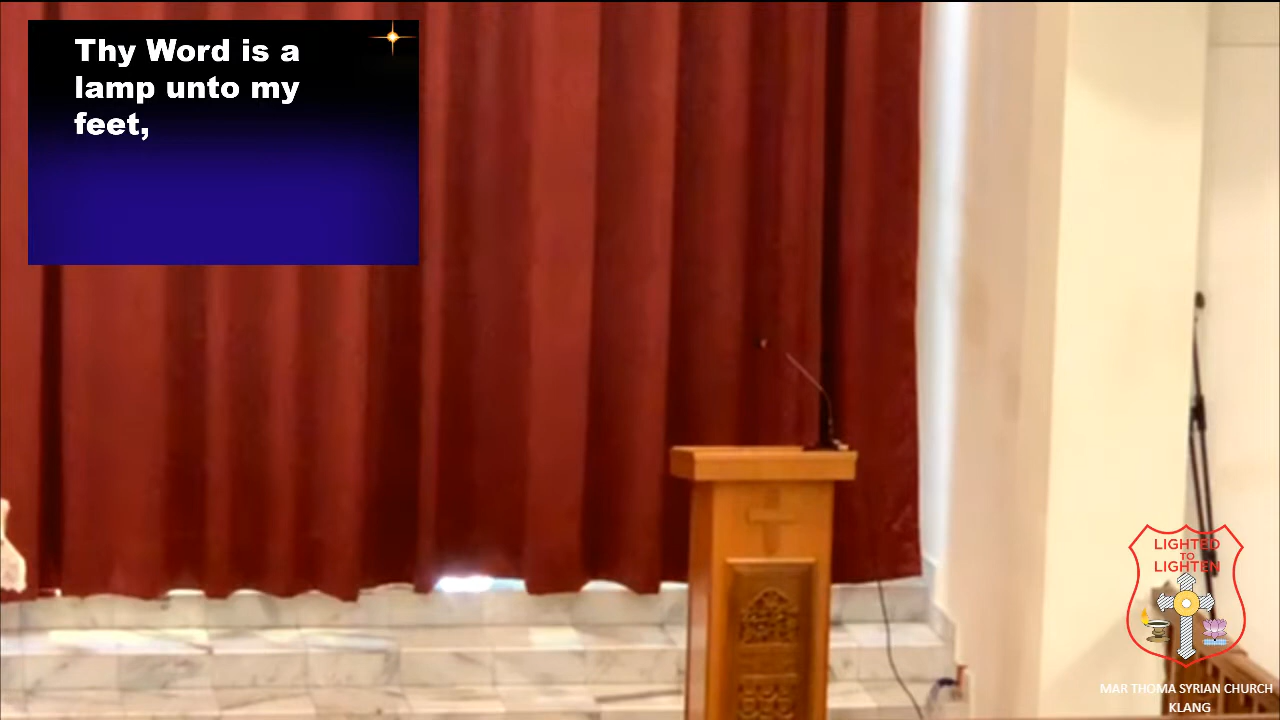 Thy Word is a
lamp unto my
feet,
LIGHTED
TO
LIGHTEN
MAR THOMA SYRIAN CHURCH
KLANG